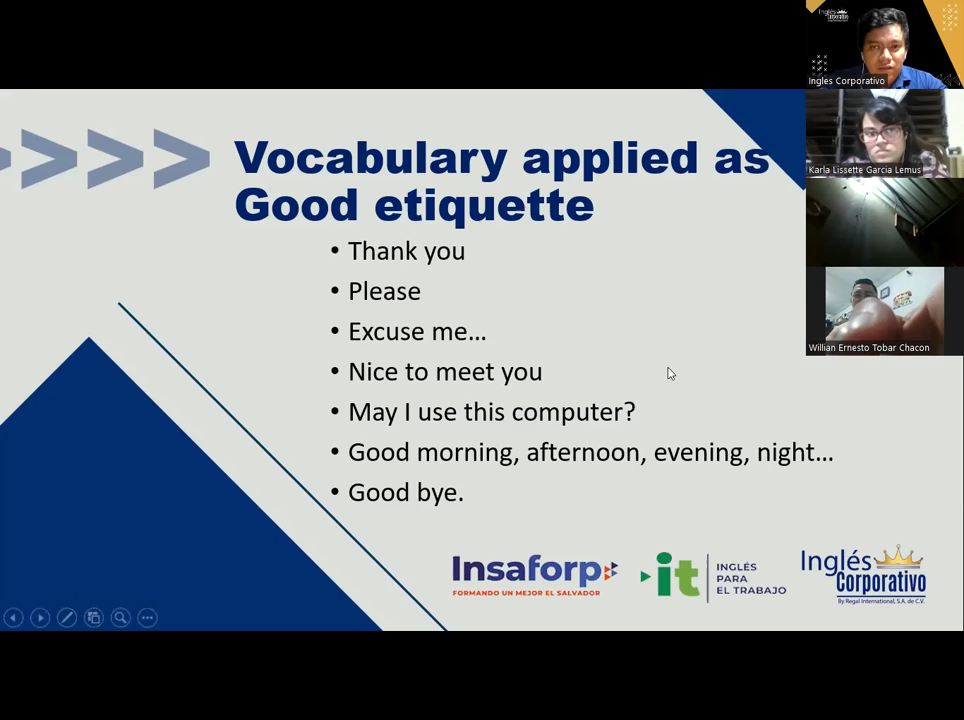 Vocabulary applied as
Good etiquette
• Thank you
• Please
• Excuse me...
• Nice to meet you
• May I use this computer?
• Good morning, afternoon, evening, night...
• Good bye.
Insaforp
FORMANDO UN MEJOR EL SALVADOR
it
INGLÉS
PARA
EL TRABAJO
Inglés
Corporativo
By Regal International, S.A. de C.V.
Inglés
Ingles Corporativo
Karla Lissette Garcia Lemus
Willian Ernesto Tobar Chacon